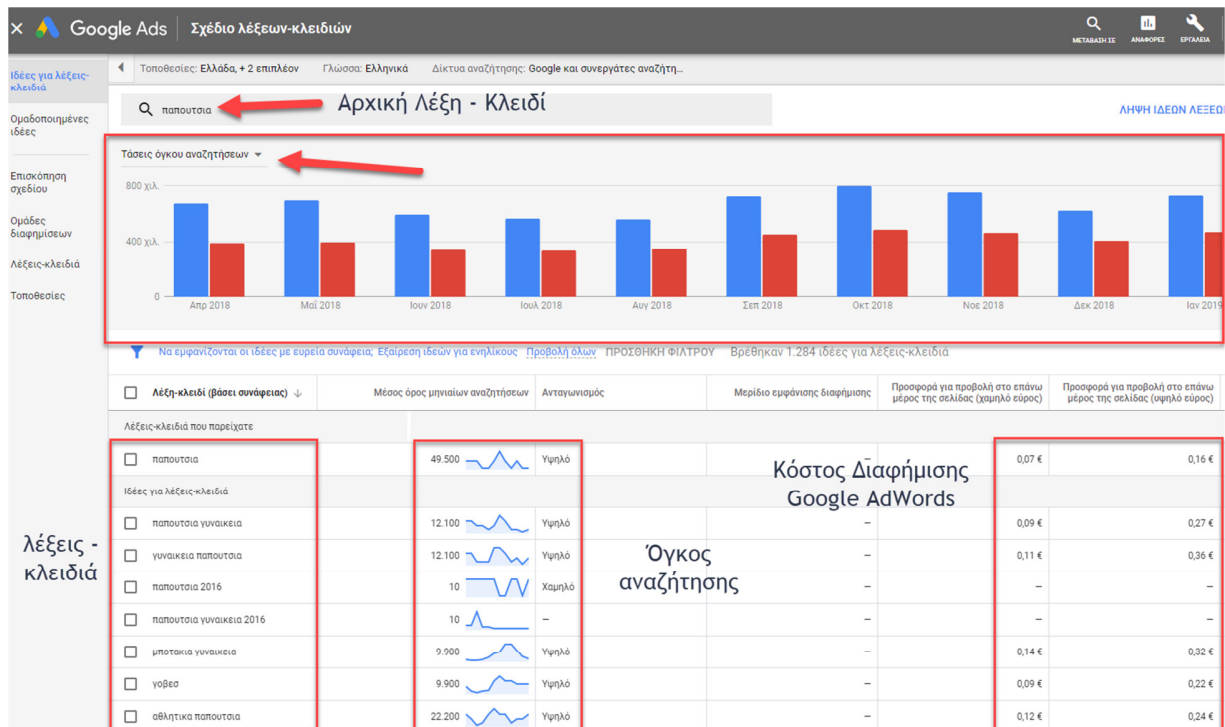 Google Ads Σχέδιο λέξεων-κλειδιών
ΜΕΤΑΒΑΣΗ ΣΕ ΑΝΑΦΟΡΕΣ ΕΡΓΑΛΕΙΑ
Ιδέες για λέξεις-
κλειδιά
Ομαδοποιημένες
ιδέες
Επισκόπηση
σχεδίου
Ομάδες
διαφημίσεων
Λέξεις-κλειδιά
Τοποθεσίες
Τοποθεσίες: Ελλάδα, + 2 επιπλέον Γλώσσα: Ελληνικά Δίκτυα αναζήτησης: Google και συνεργάτες αναζήτη...
παπουτσια Αρχική Λέξη - Κλειδί
ΛΗΨΗ ΙΔΕΩΝ ΛΕΞΕΩ
Τάσεις όγκου αναζητήσεων
800 χιλ.
400 χιλ.
0
Απρ 2018 Μαΐ 2018 Ιουν 2018 Ιουλ 2018 Αυγ 2018 Σεπ 2018 Οκτ 2018 Νοε 2018 Δεκ 2018 Ιαν 2019
Να εμφανίζονται οι ιδέες με ευρεία συνάφεια; Εξαίρεση ιδεών για ενηλίκους Προβολή όλων ΠΡΟΣΘΗΚΗ ΦΙΛΤΡΟΥ Βρέθηκαν 1.284 ιδέες για λέξεις-κλειδιά
Λέξη-κλειδί (βάσει συνάφειας) Μέσος όρος μηνιαίων αναζητήσεων Ανταγωνισμός Μερίδιο εμφάνισης διαφήμισης Προσφορά για προβολή στο επάνω μέρος της σελίδας (χαμηλό εύρος) Προσφορά για προβολή στο επάνω μέρος της σελίδας (υψηλό εύρος)
Λέξεις-κλειδιά που παρείχατε
παπουτσια 49.500 Υψηλό – 0,07 € 0,16 €
Κόστος Διαφήμισης
Google AdWords
Ιδέες για λέξεις-κλειδιά
παπουτσια γυναικεια 12.100 Υψηλό – 0,09 € 0,27 €
λέξεις -
κλειδιά
Όγκος
αναζήτησης
γυναικεια παπουτσια 12.100 Υψηλό – 0,11 € 0,36 €
παπουτσια 2016 10 Χαμηλό – – –
παπουτσια γυναικεια 2016 10 – – – –
μποτακια γυναικεια 9.900 Υψηλό – 0,14 € 0,32 €
γοβεσ 9.900 Υψηλό – 0,09 € 0,22 €
αθλητικα παπουτσια 22.200 Υψηλό – 0,12 € 0,24 €